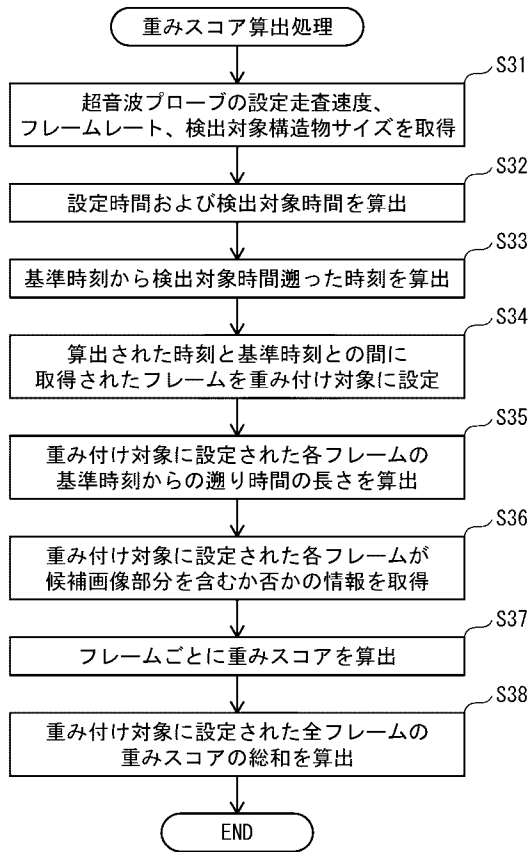 重みスコア算出処理
S31
超音波プローブの設定走査速度、
フレームレート、検出対象構造物サイズを取得
S32
設定時間および検出対象時間を算出
S33
基準時刻から検出対象時間遡った時刻を算出
S34
算出された時刻と基準時刻との間に
取得されたフレームを重み付け対象に設定
S35
重み付け対象に設定された各フレームの
基準時刻からの遡り時間の長さを算出
S36
重み付け対象に設定された各フレームが
候補画像部分を含むか否かの情報を取得
S37
フレームごとに重みスコアを算出
S38
重み付け対象に設定された全フレームの
重みスコアの総和を算出
END